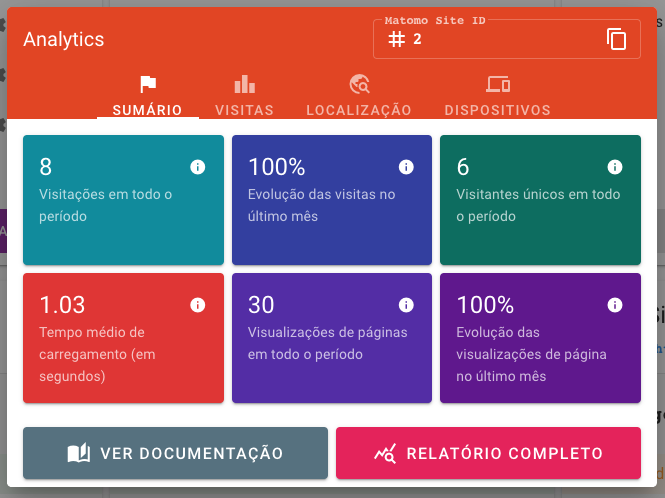 Analytics
Matomo Site ID
# 2
SUMÁRIO
VISITAS
LOCALIZAÇÃO
DISPOSITIVOS
8
Visitações em todo o
período
100%
Evolução das visitas no
último mês
6
Visitantes únicos em todo
o período
1.03
Tempo médio de
carregamento (em
segundos)
30
Visualizações de páginas
em todo o período
100%
Evolução das
visualizações de página
no último mês
VER DOCUMENTAÇÃO
RELATÓRIO COMPLETO